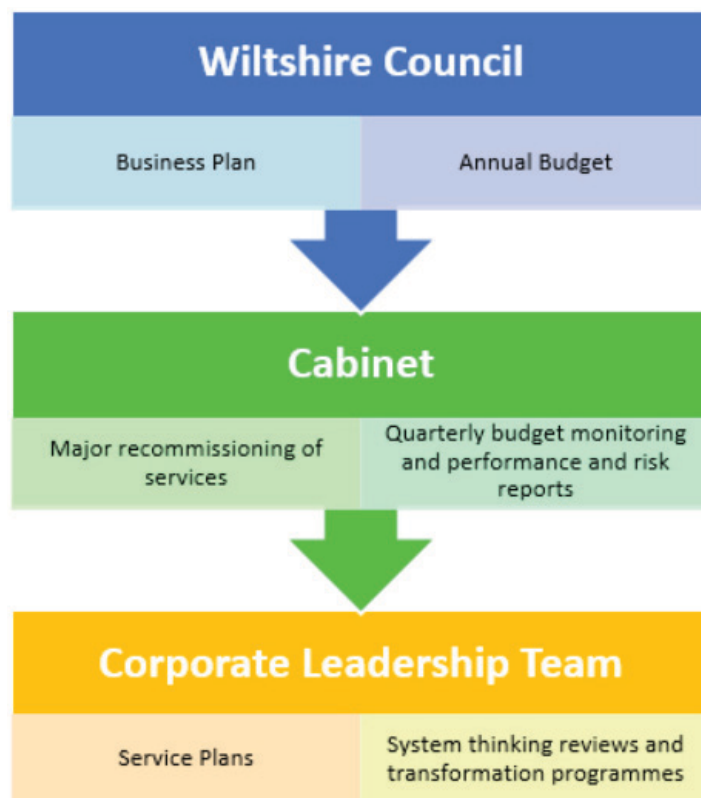 Wiltshire Council
Business Plan
Annual Budget
Cabinet
Major recommissioning of
services
Quarterly budget monitoring
and performance and risk
reports
Corporate Leadership Team
Service Plans
System thinking reviews and
transformation programmes